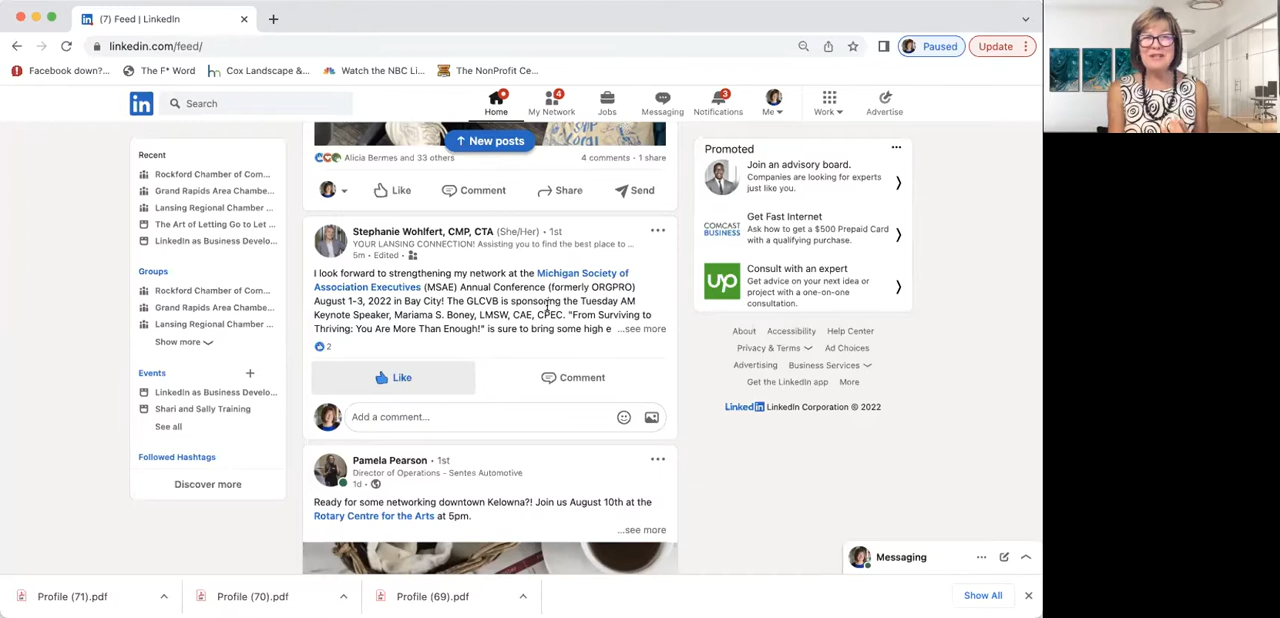 (7) Feed | LinkedIn
linkedin.com/feed/
Paused
Update
Facebook down?...
The F* Word
Cox Landscape &...
Watch the NBC Li...
The NonProfit Ce...
in
Search
Home
4
My Network
Jobs
Messaging
3
Notifications
Me
Work
Advertise
Recent
Rockford Chamber of Com...
Grand Rapids Area Chambe...
Lansing Regional Chamber ...
The Art of Letting Go to Let ...
LinkedIn as Business Develo...
Groups
Rockford Chamber of Com...
Grand Rapids Area Chambe...
Lansing Regional Chamber ...
Show more
Events
LinkedIn as Business Develo...
Shari and Sally Training
See all
Followed Hashtags
Discover more
↑ New posts
Alicia Bermes and 33 others
4 comments · 1 share
Like
Comment
Share
Send
Stephanie Wohlfert, CMP, CTA (She/Her) · 1st
YOUR LANSING CONNECTION! Assisting you to find the best place to ...
5m · Edited ·
I look forward to strengthening my network at the Michigan Society of
Association Executives (MSAE) Annual Conference (formerly ORGPRO)
August 1-3, 2022 in Bay City! The GLCVB is sponsoring the Tuesday AM
Keynote Speaker, Mariama S. Boney, LMSW, CAE, CPEC. "From Surviving to
Thriving: You Are More Than Enough!" is sure to bring some high e ...see more
2
Like
Comment
Add a comment...
Pamela Pearson · 1st
Director of Operations - Sentes Automotive
1d ·
Ready for some networking downtown Kelowna?! Join us August 10th at the
Rotary Centre for the Arts at 5pm.
...see more
Promoted
Join an advisory board.
Companies are looking for experts
just like you.
COMCAST
BUSINESS
Get Fast Internet
Ask how to get a $500 Prepaid Card
with a qualifying purchase.
up
Consult with an expert
Get advice on your next idea or
project with a one-on-one
consultation.
About
Accessibility
Help Center
Privacy & Terms
Ad Choices
Advertising
Business Services
Get the LinkedIn app
More
LinkedIn LinkedIn Corporation © 2022
Messaging
Profile (71).pdf
Profile (70).pdf
Profile (69).pdf
Show All